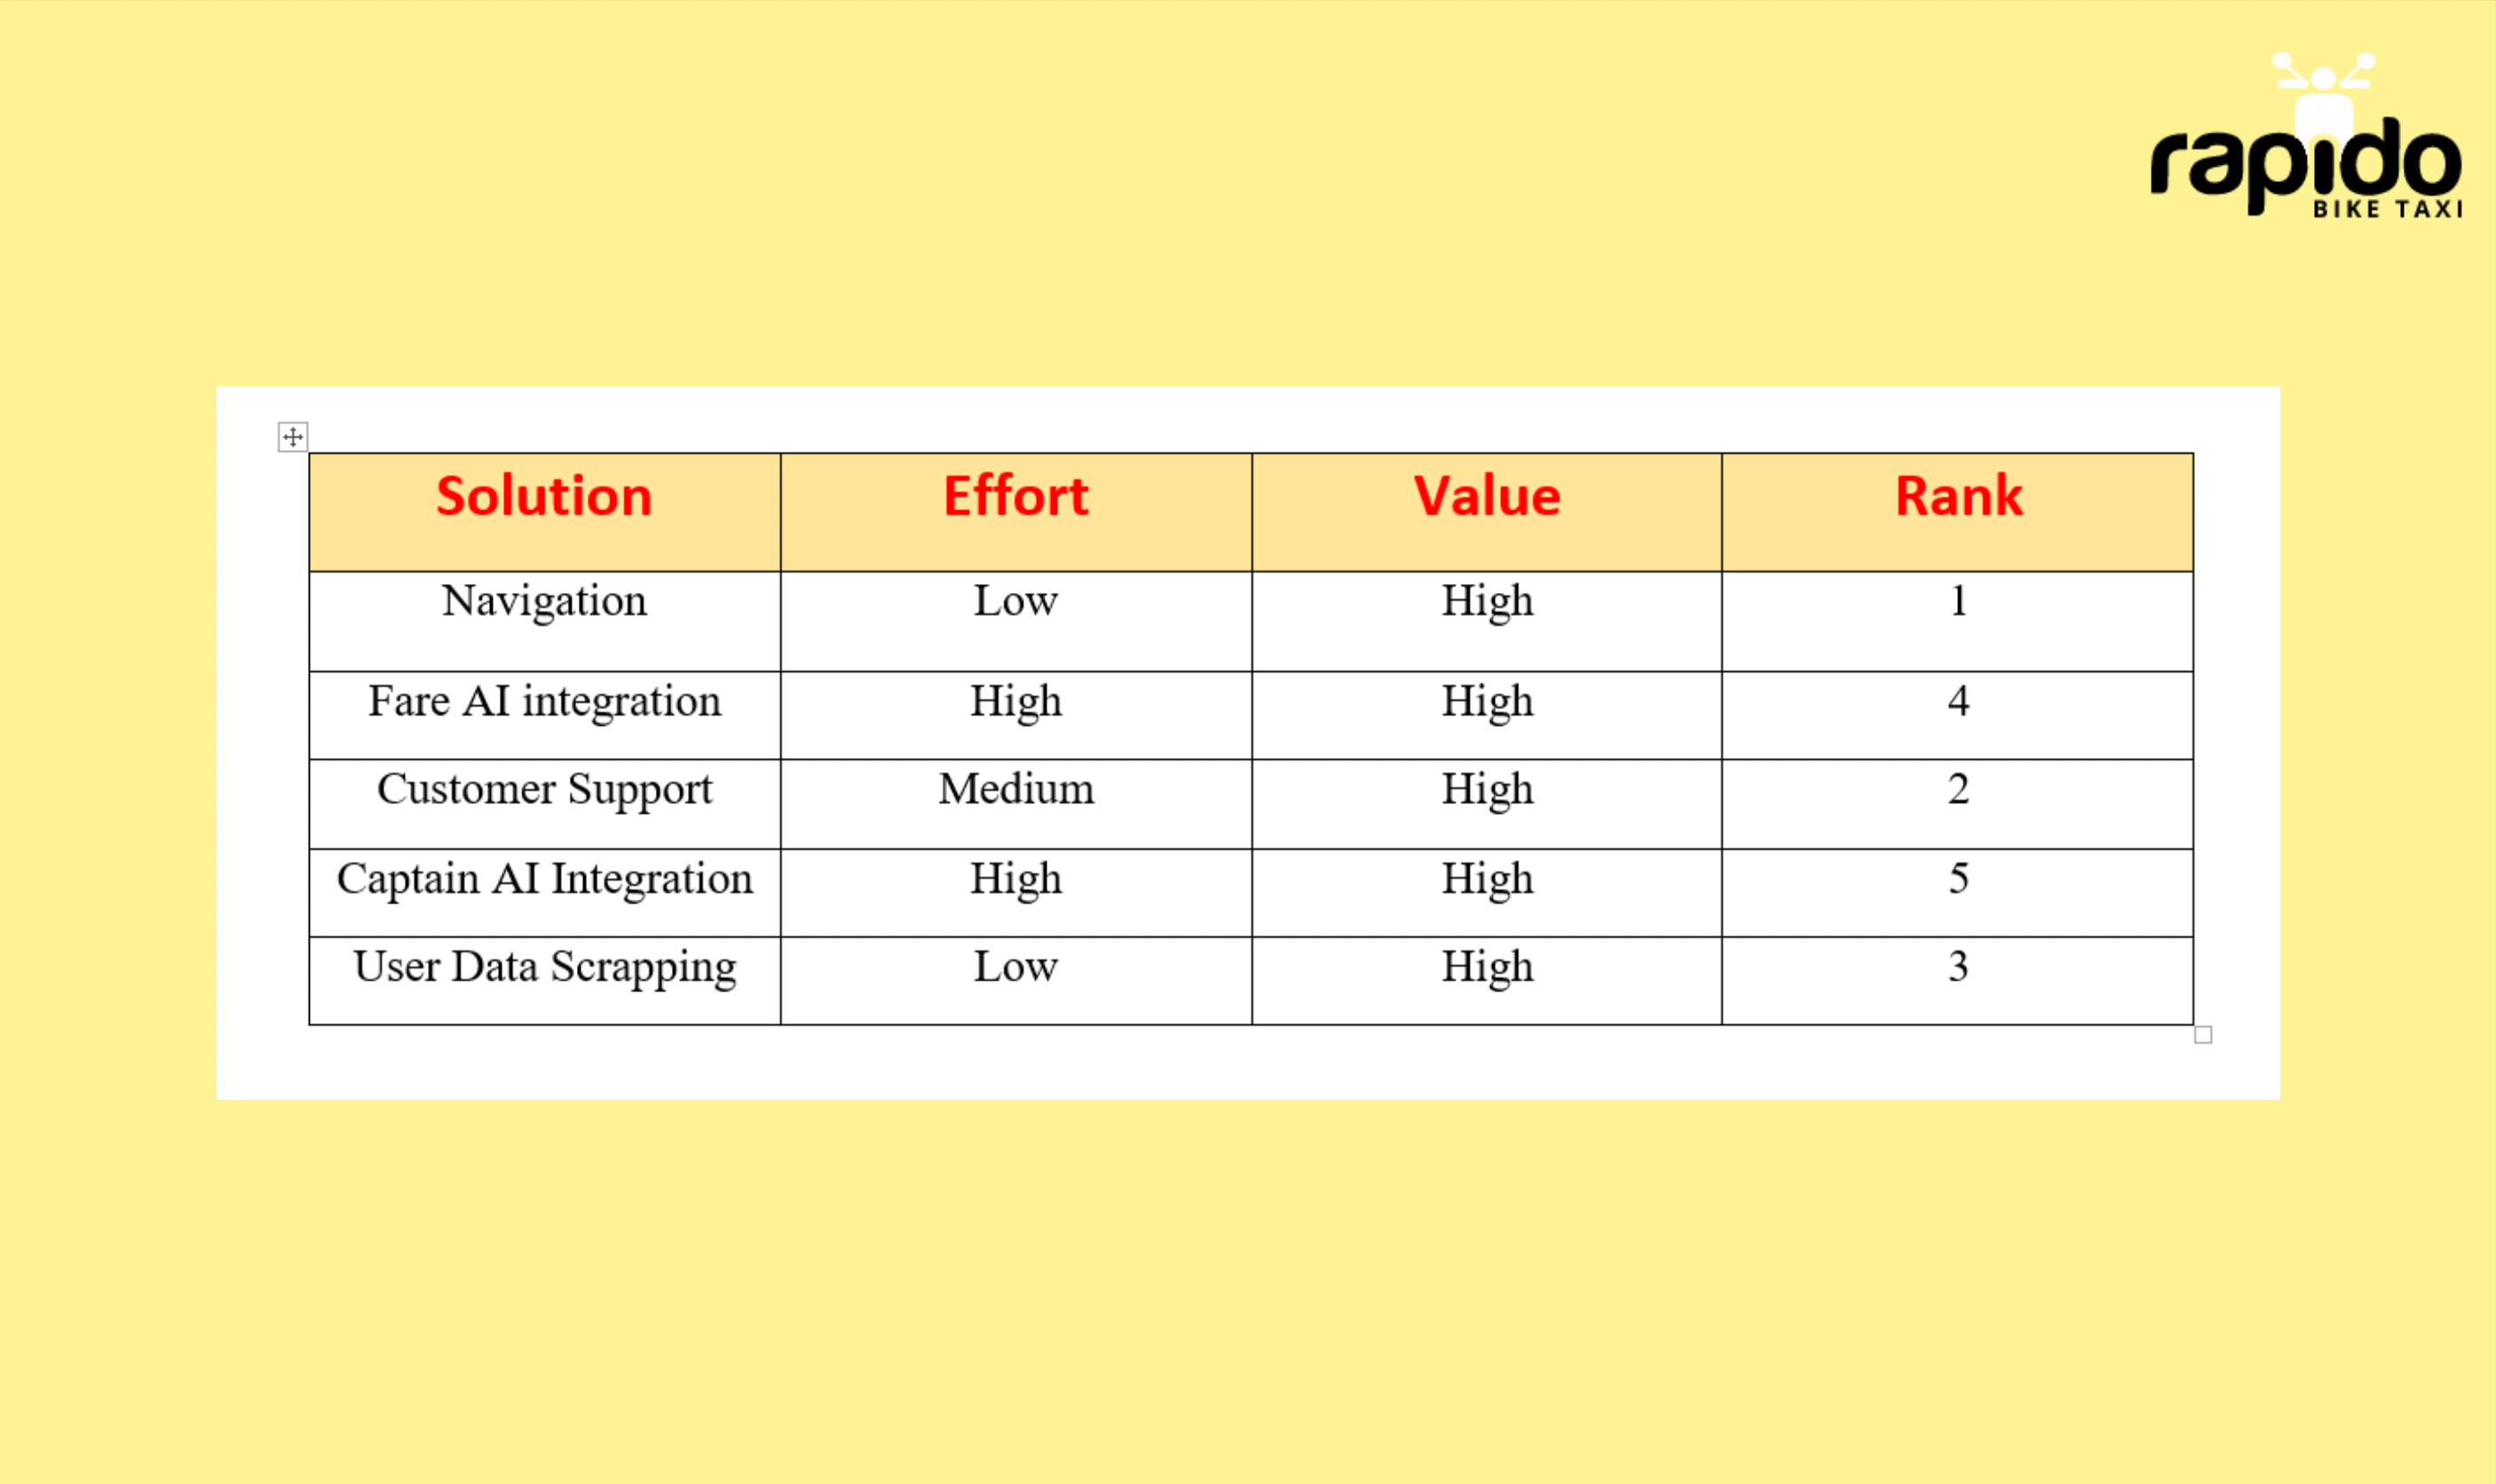 rapido
BIKE TAXI
Solution Effort Value Rank
Navigation Low High 1
Fare AI integration High High 4
Customer Support Medium High 2
Captain AI Integration High High 5
User Data Scrapping Low High 3